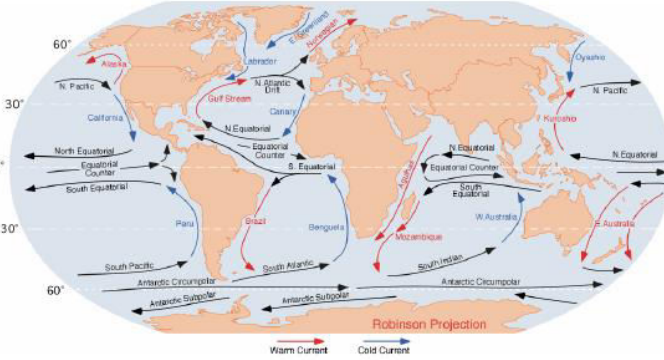 60°
Alaska
N. Pacific
California
30°
North Equatorial
Equatorial
Counter
South Equatorial
°
Peru
30°
South Pacific
Antarctic Circumpolar
60°
Antarctic Subpolar
Labrador
E. Greenland
Norwegian
N. Atlantic
Drift
Gulf Stream
Canary
N.Equatorial
Equatorial
Counter
S. Equatorial
Brazil
Benguela
South Atlantic
Antarctic Subpolar
Agulhas
Mozambique
N.Equatorial
Equatorial Counter
South
Equatorial
W.Australia
South Indian
Antarctic Circumpolar
Oyashio
N. Pacific
Kuroshio
N.Equatorial
E.Australia
Robinson Projection
Warm Current
Cold Current